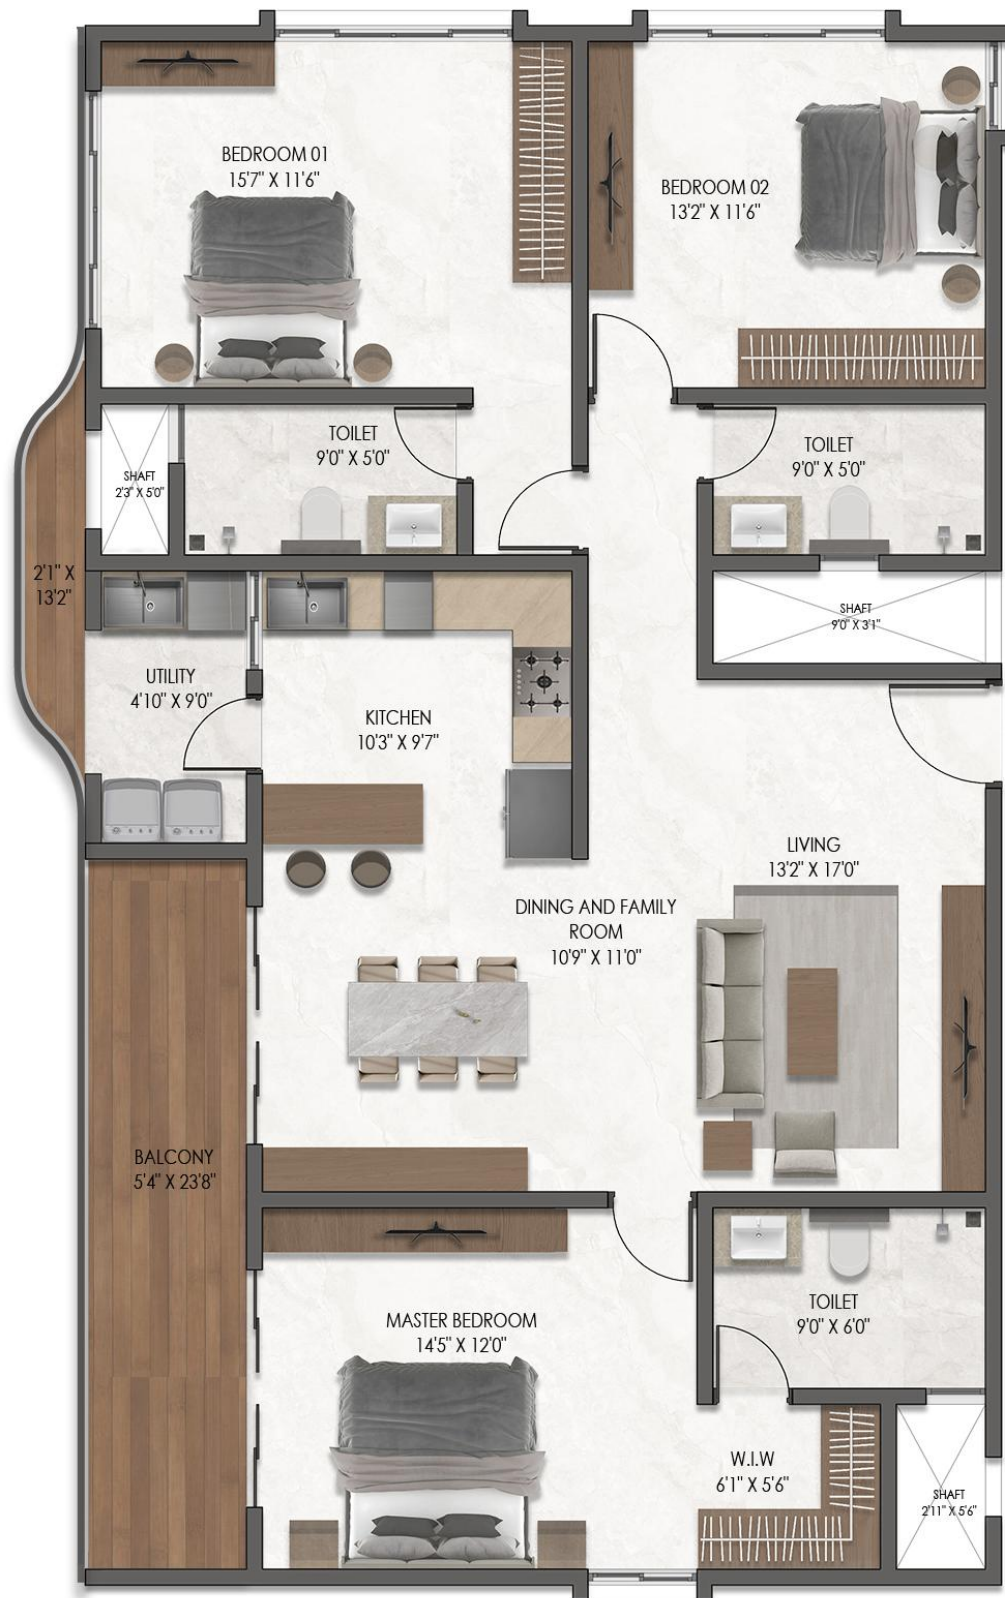 BEDROOM 01
15'7" X 11'6"
BEDROOM 02
13'2" X 11'6"
TOILET
9'0" X 5'0"
TOILET
9'0" X 5'0"
SHAFT
2'3" X 5'0"
2'1" X
13'2"
SHAFT
9'0" X 3'1"
UTILITY
4'10" X 9'0"
KITCHEN
10'3" X 9'7"
LIVING
13'2" X 17'0"
DINING AND FAMILY
ROOM
10'9" X 11'0"
BALCONY
5'4" X 23'8"
MASTER BEDROOM
14'5" X 12'0"
TOILET
9'0" X 6'0"
W.I.W
6'1" X 5'6"
SHAFT
2'11" X 5'6"